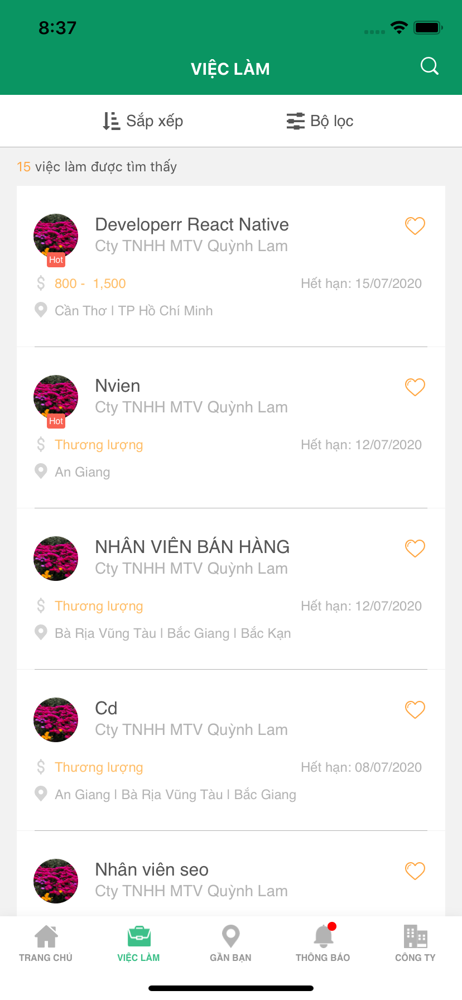 8:37
VIỆC LÀM
Sắp xếp
Bộ lọc
15 việc làm được tìm thấy
Developerr React Native
Cty TNHH MTV Quỳnh Lam
Hot
$ 800 - 1,500
Hết hạn: 15/07/2020
Cần Thơ | TP Hồ Chí Minh
Nvien
Cty TNHH MTV Quỳnh Lam
Hot
$ Thương lượng
Hết hạn: 12/07/2020
An Giang
NHÂN VIÊN BÁN HÀNG
Cty TNHH MTV Quỳnh Lam
$ Thương lượng
Hết hạn: 12/07/2020
Bà Rịa Vũng Tàu | Bắc Giang | Bắc Kạn
Cd
Cty TNHH MTV Quỳnh Lam
$ Thương lượng
Hết hạn: 08/07/2020
An Giang | Bà Rịa Vũng Tàu | Bắc Giang
Nhân viên seo
Cty TNHH MTV Quỳnh Lam
TRANG CHỦ
VIỆC LÀM
GẦN BẠN
THÔNG BÁO
CÔNG TY